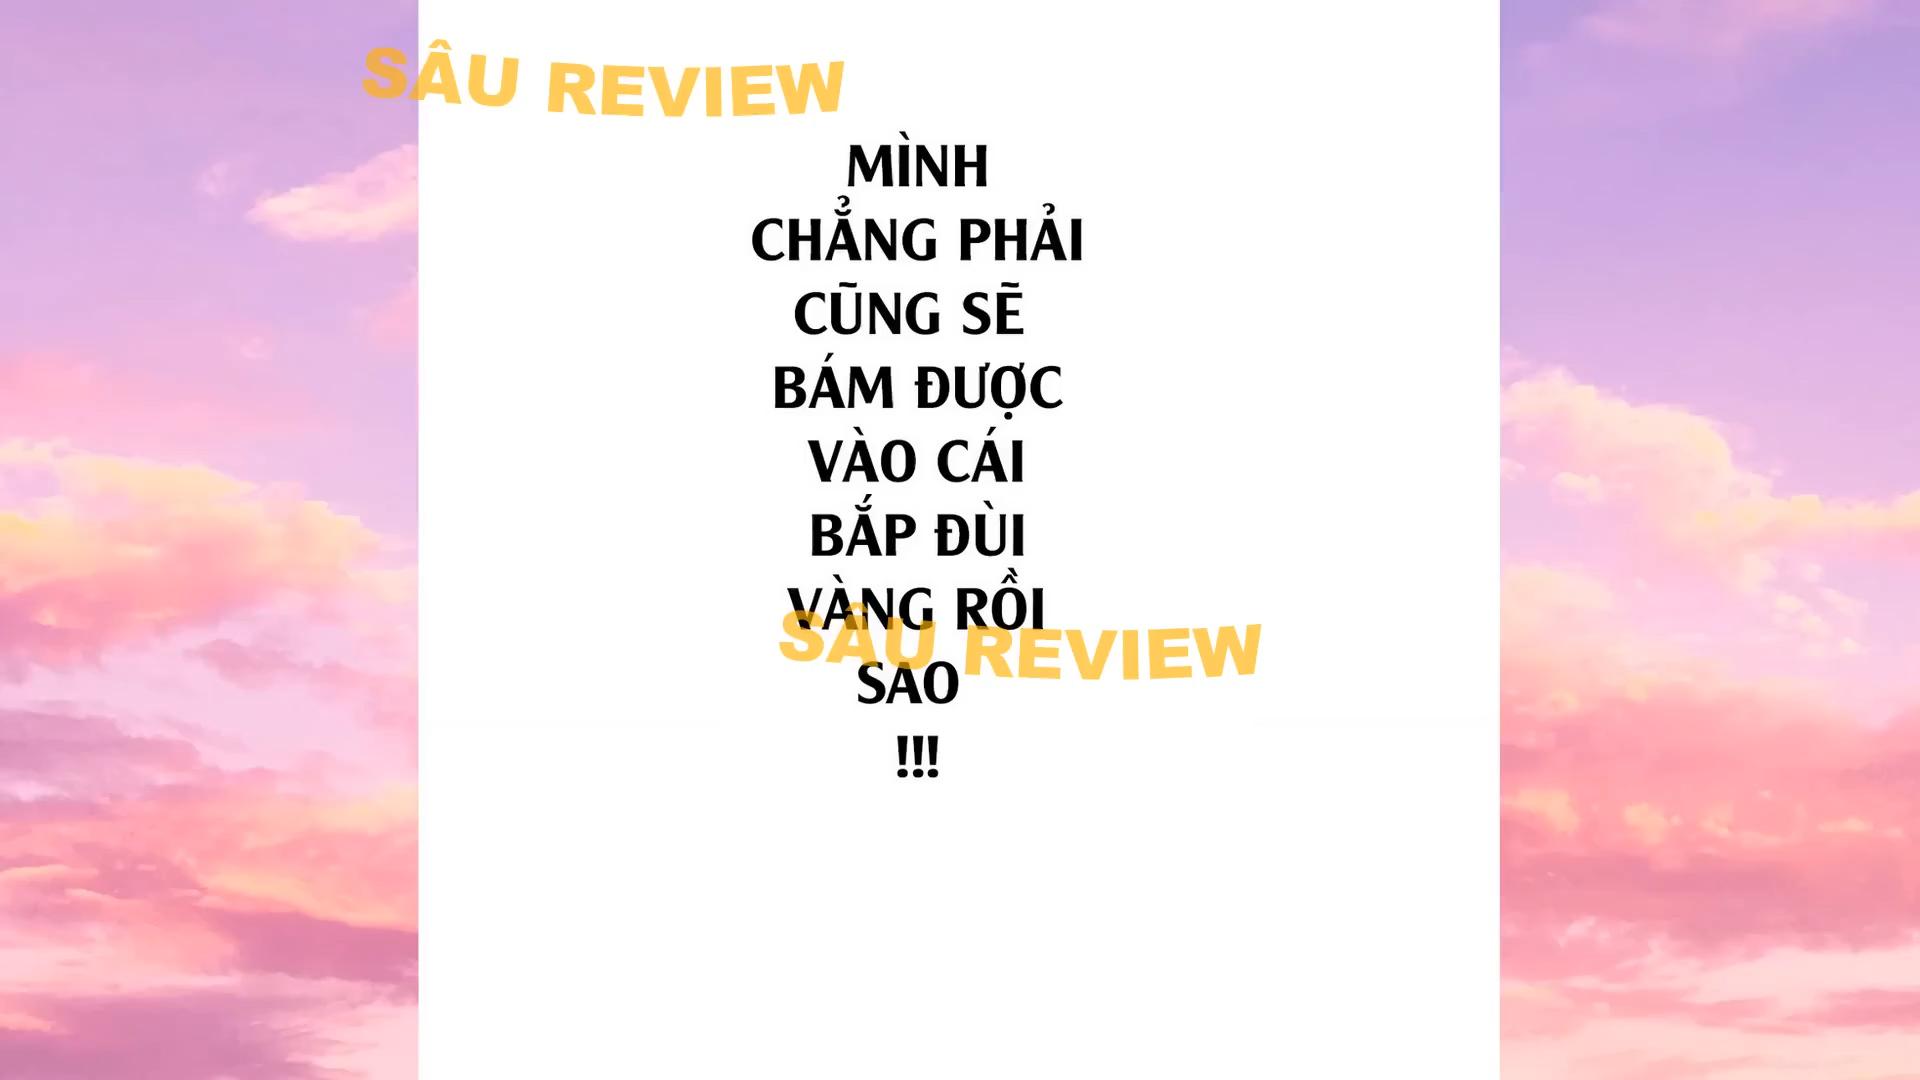 SÂU REVIEW
MÌNH
CHẲNG PHẢI
CŨNG SẼ
BÁM ĐƯỢC
VÀO CÁI
BẮP ĐÙI
VÀNG RỒI
SÂU REVIEW
SAO
!!!